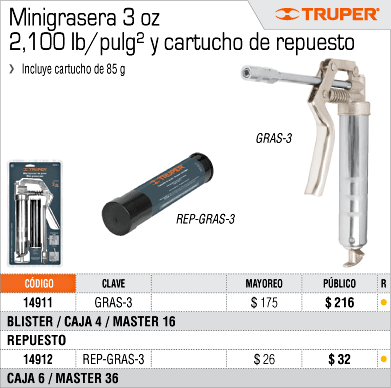 Minigrasera 3 oz
TRUPER®
2,100 lb/pulg² y cartucho de repuesto
❯ Incluye cartucho de 85 g
GRAS-3
TRUPER
TRUPER
REP-GRAS-3
CÓDIGO CLAVE MAYOREO PÚBLICO R
14911 GRAS-3 $ 175 $ 216 ●
BLISTER / CAJA 4 / MASTER 16
REPUESTO
14912 REP-GRAS-3 $ 26 $ 32 ●
CAJA 6 / MASTER 36